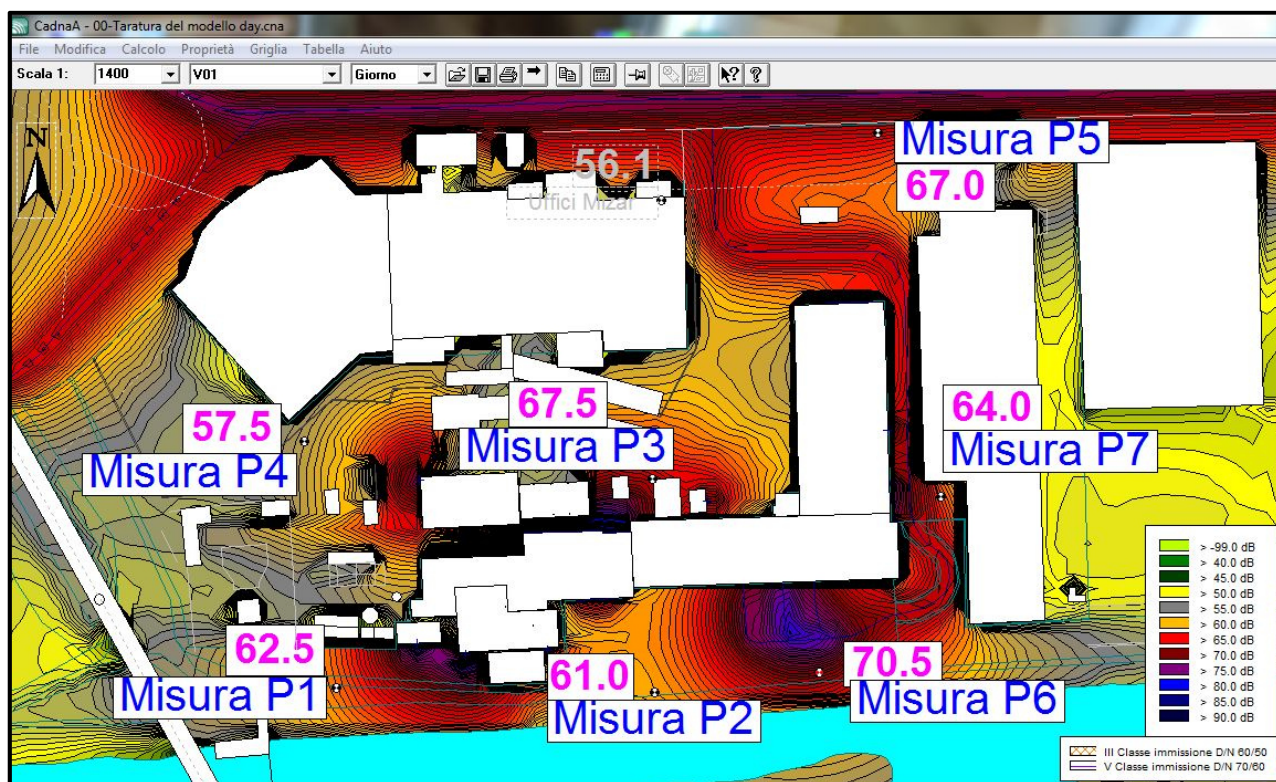 CadnaA - 00-Taratura del modello day.cna
File Modifica Calcolo Proprietà Griglia Tabella Aiuto
Scala 1: 1400 V01 Giorno
N
56.1
Uffici Mizar
Misura P5
67.0
57.5
Misura P4
67.5
Misura P3
64.0
Misura P7
62.5
Misura P1
61.0
Misura P2
70.5
Misura P6
> -99.0 dB
> 40.0 dB
> 45.0 dB
> 50.0 dB
> 55.0 dB
> 60.0 dB
> 65.0 dB
> 70.0 dB
> 75.0 dB
> 80.0 dB
> 85.0 dB
> 90.0 dB
III Classe immissione D/N 60/50
V Classe immissione D/N 70/60